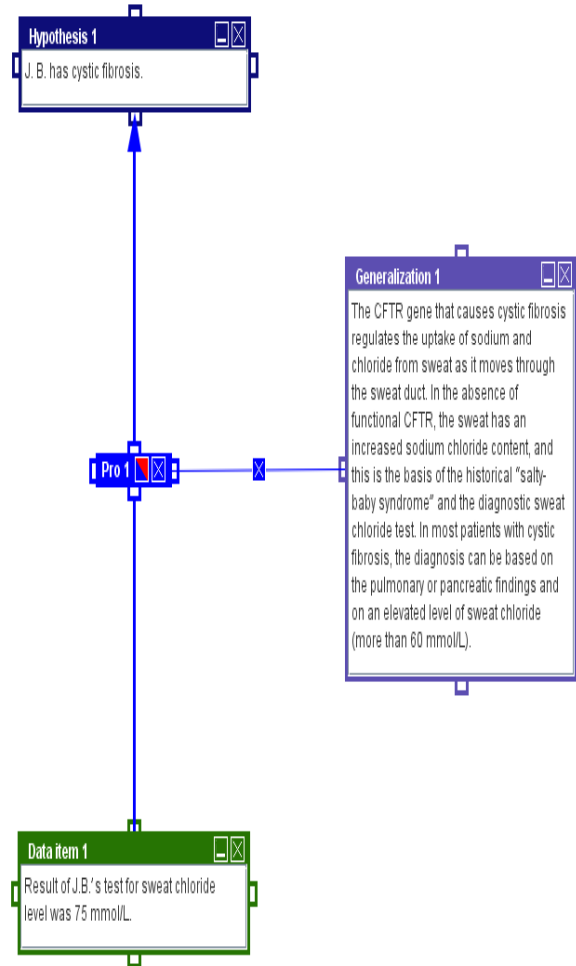 Hypothesis 1
J. B. has cystic fibrosis.
Generalization 1
The CFTR gene that causes cystic fibrosis
regulates the uptake of sodium and
chloride from sweat as it moves through
the sweat duct. In the absence of
functional CFTR, the sweat has an
increased sodium chloride content, and
this is the basis of the historical “salty-
baby syndrome” and the diagnostic sweat
chloride test. In most patients with cystic
fibrosis, the diagnosis can be based on
the pulmonary or pancreatic findings and
on an elevated level of sweat chloride
(more than 60 mmol/L).
Pro 1
Data item 1
Result of J.B.’s test for sweat chloride
level was 75 mmol/L.